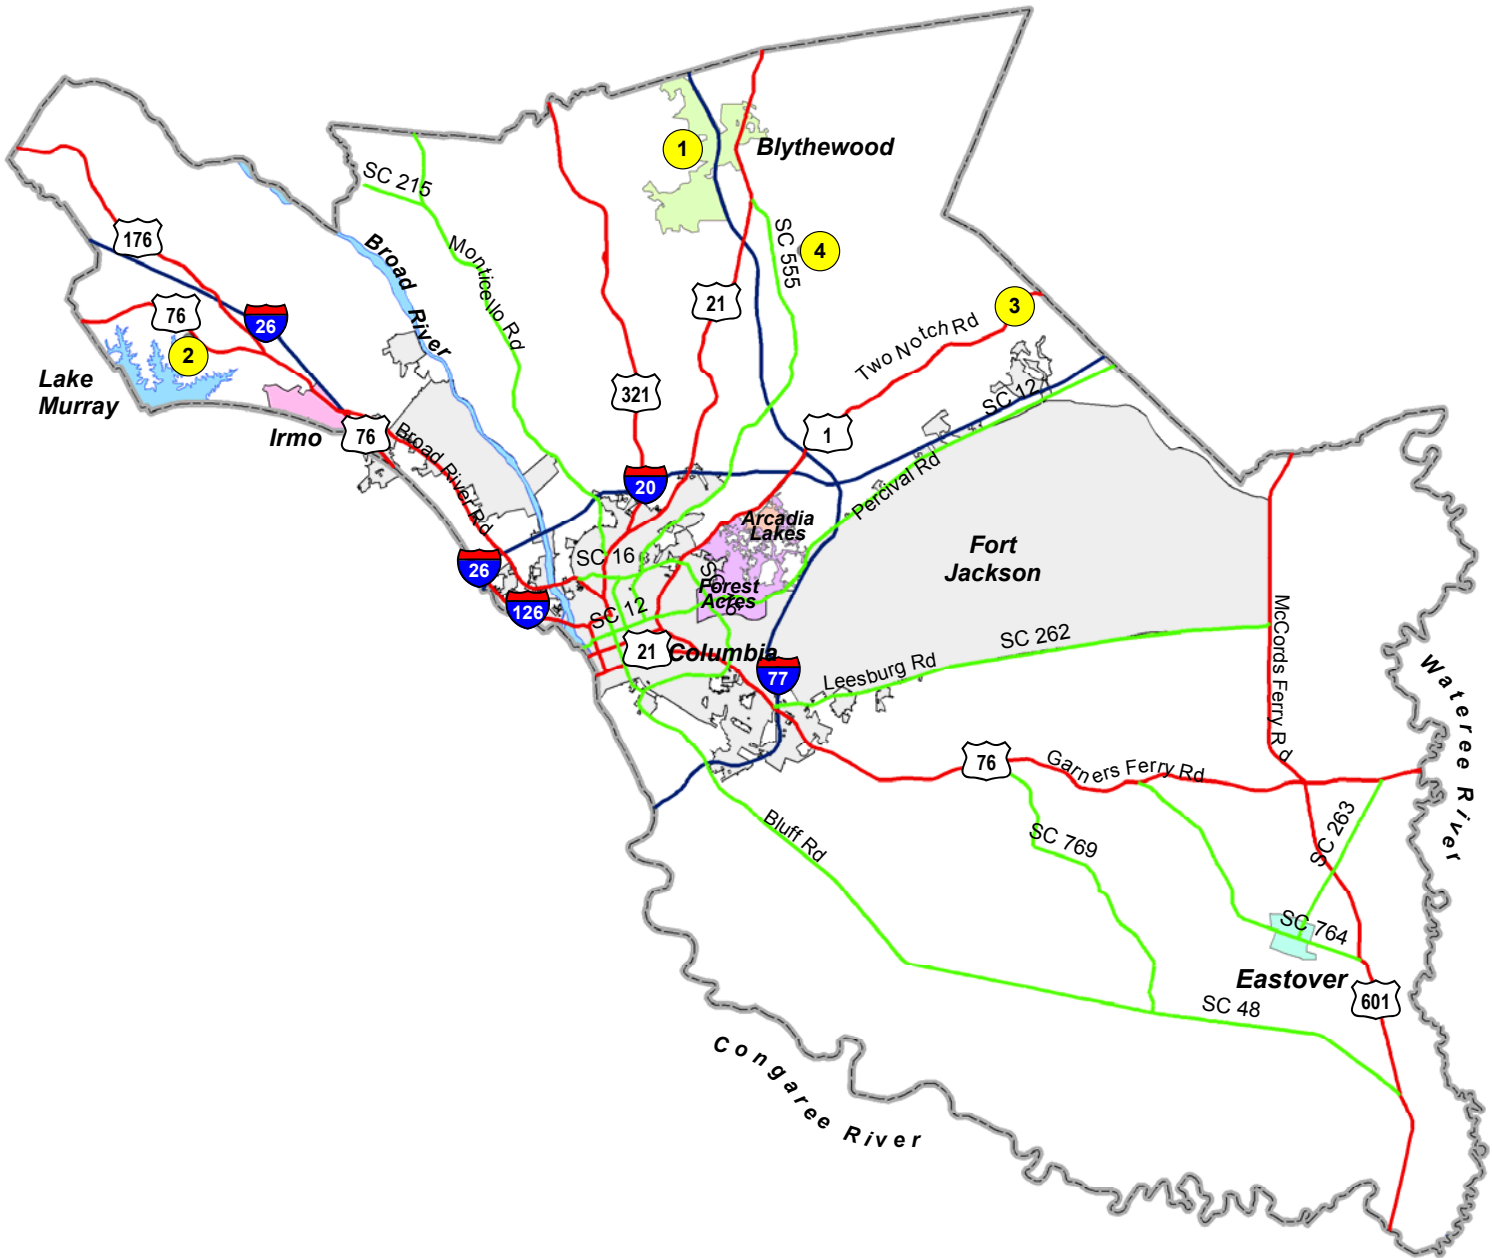 1
Blythewood
SC 215
176
Broad River
Monticello Rd
SC 555
4
76
26
21
3
2
Two Notch Rd
Lake
Murray
321
SC 12
Irmo
76
1
Broad River Rd
20
Percival Rd
Arcadia
Lakes
Fort
Jackson
SC 16
26
Forest
Acres
SC 12
126
McCords Ferry Rd
SC 262
21
Columbia
77
Leesburg Rd
Wateree River
76
Garners Ferry Rd
Bluff Rd
SC 769
SC 263
SC 764
Eastover
601
SC 48
Congaree River